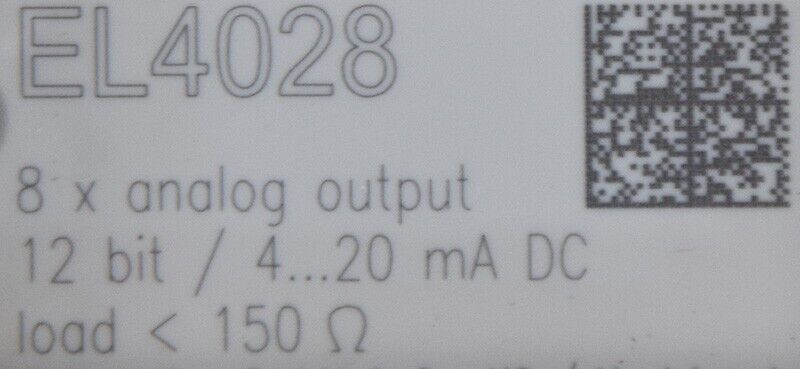 EL4028
8 x analog output
12 bit / 4...20 mA DC
load < 150 Ω